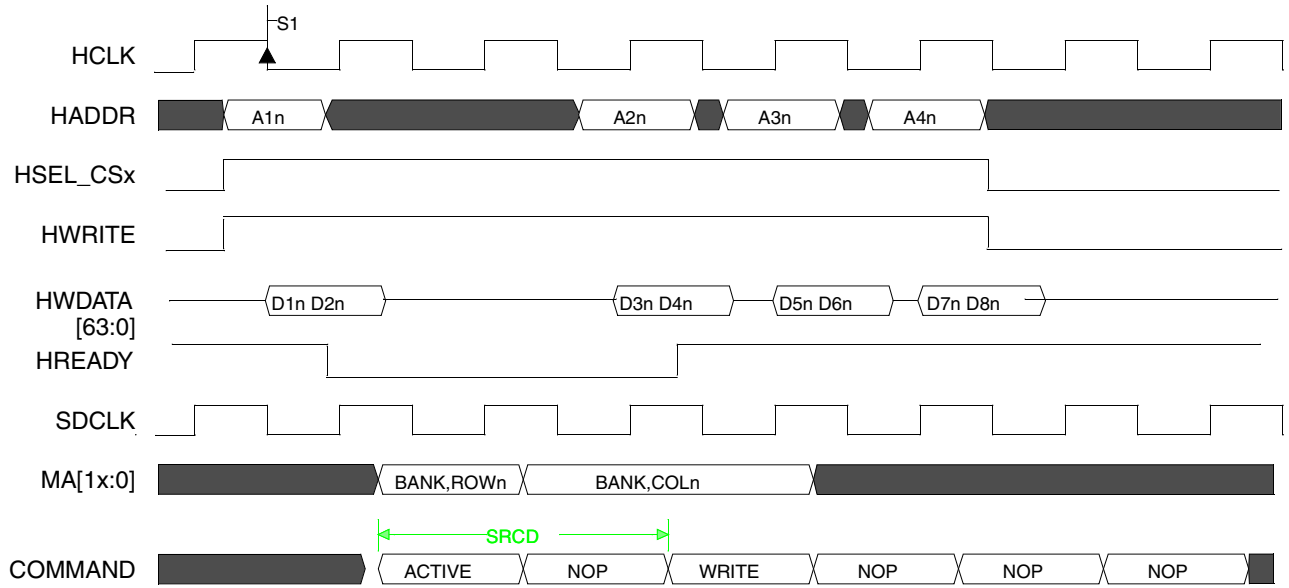 S1
HCLK
HADDR A1n A2n A3n A4n
HSEL_CSx
HWRITE
HWDATA D1n D2n D3n D4n D5n D6n D7n D8n
[63:0]
HREADY
SDCLK
MA[1x:0] BANK,ROWn BANK,COLn
SRCD
COMMAND ACTIVE NOP WRITE NOP NOP NOP